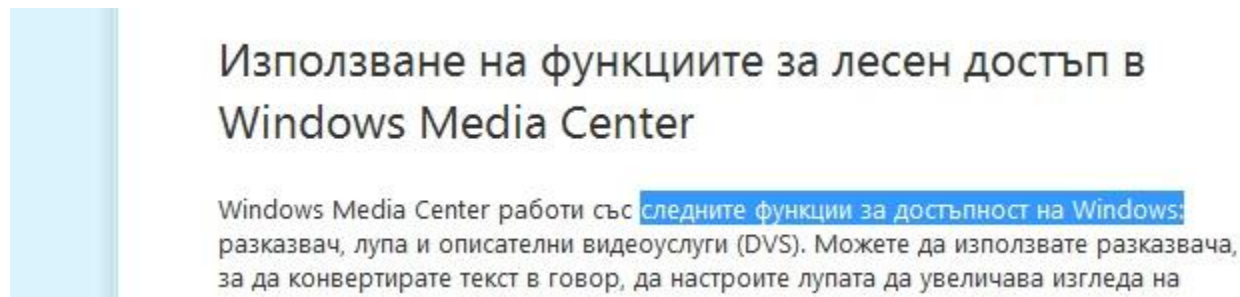 Използване на функциите за лесен достъп в
Windows Media Center
Windows Media Center работи със следните функции за достъпност на Windows:
разказвач, лупа и описателни видеоуслуги (DVS). Можете да използвате разказвача,
за да конвертирате текст в говор, да настроите лупата да увеличава изгледа на